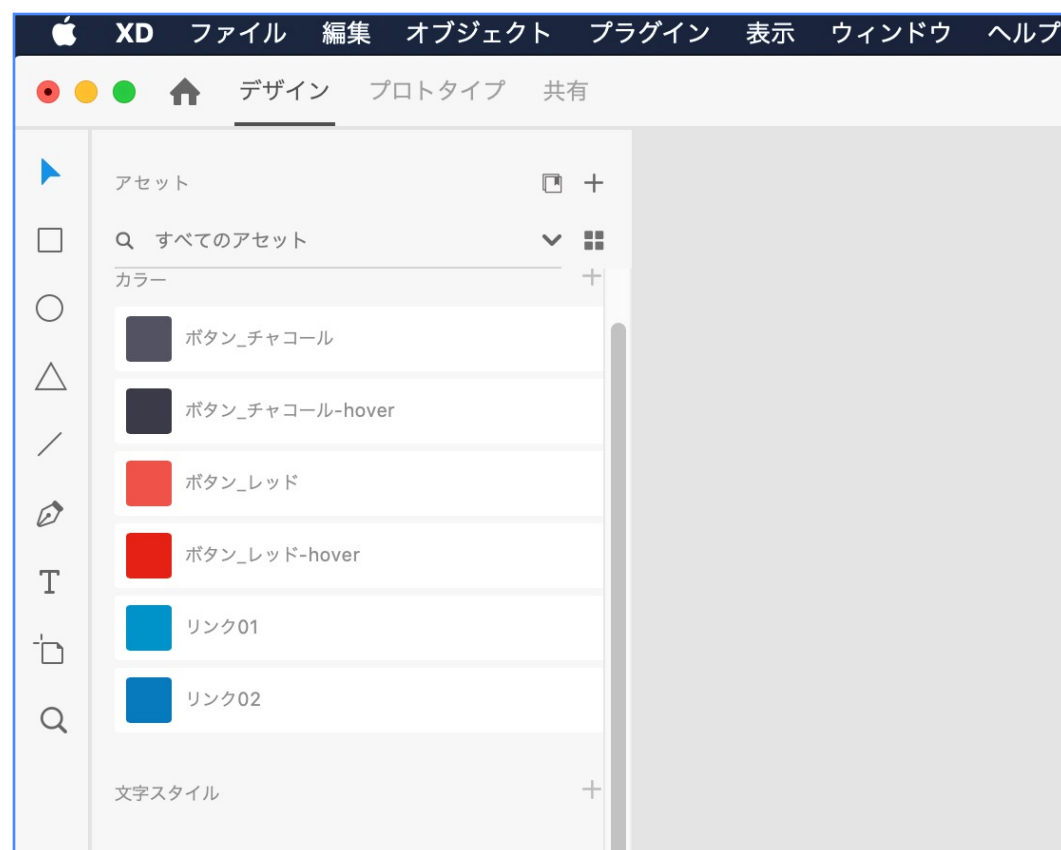 XD ファイル 編集 オブジェクト プラグイン 表示 ウィンドウ ヘルプ
デザイン プロトタイプ 共有
アセット
すべてのアセット
カラー
ボタン_チャコール
ボタン_チャコール-hover
ボタン_レッド
ボタン_レッド-hover
リンク01
リンク02
文字スタイル